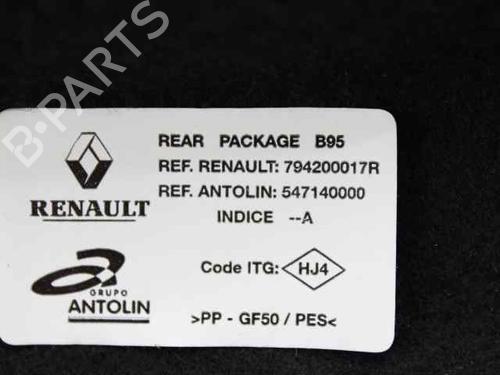 B-PARTS
REAR PACKAGE B95
REF. RENAULT: 794200017R
REF. ANTOLIN: 547140000
INDICE --A
RENAULT
Code ITG: HJ4
GRUPO
ANTOLIN
>PP - GF50 / PES<